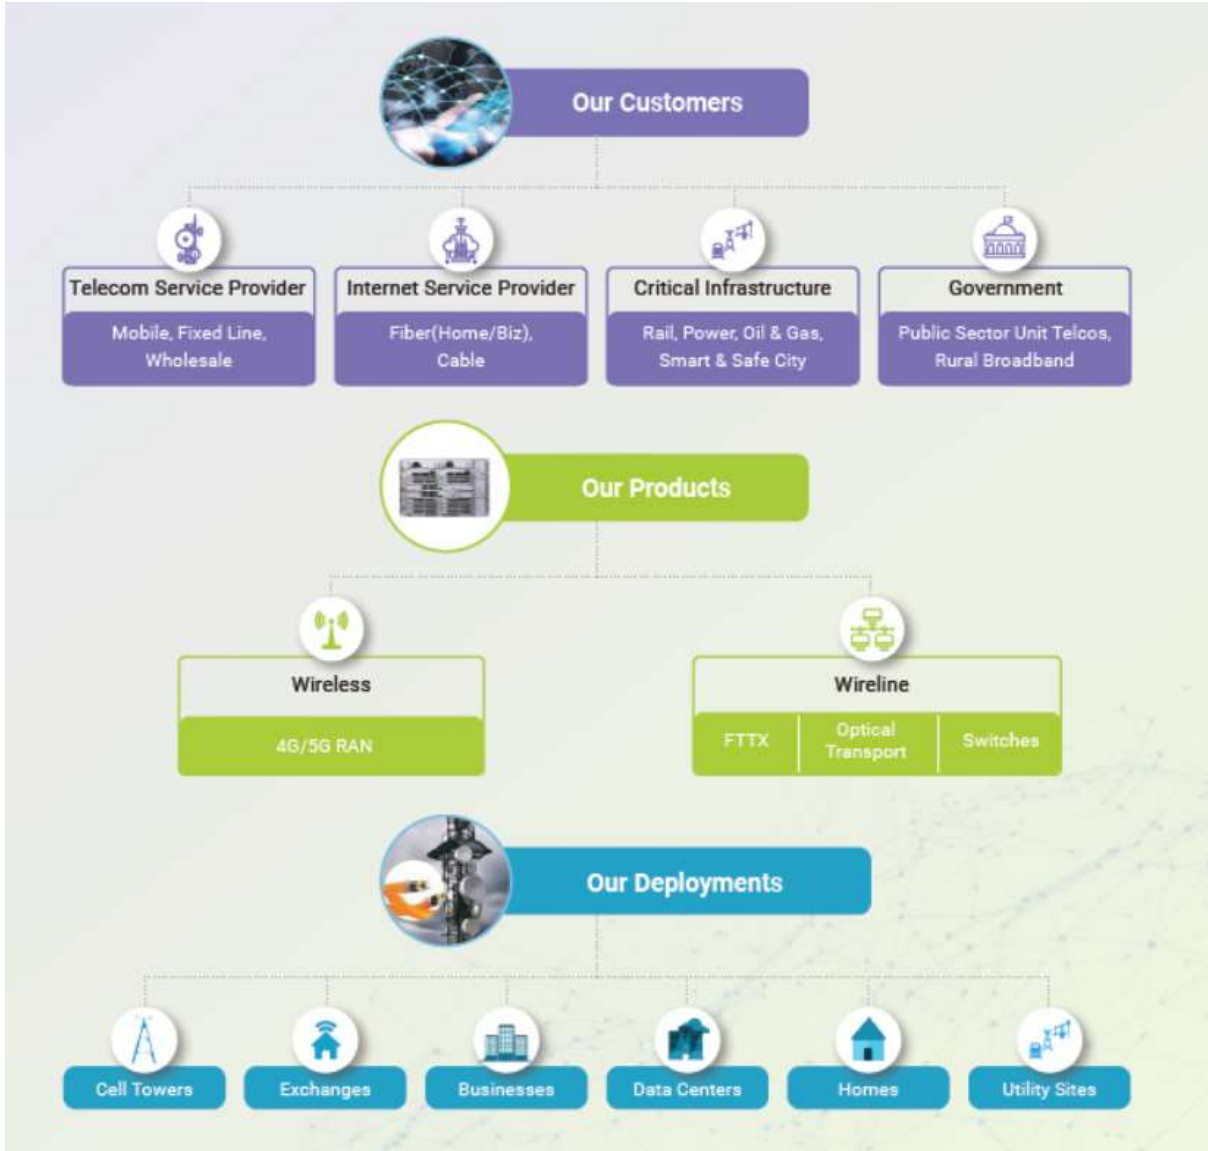 Our Customers
Telecom Service Provider
Mobile, Fixed Line,
Wholesale
Internet Service Provider
Fiber(Home/Biz),
Cable
Critical Infrastructure
Rail, Power, Oil & Gas,
Smart & Safe City
Government
Public Sector Unit Telcos,
Rural Broadband
Our Products
Wireless
4G/5G RAN
Wireline
FTTX
Optical
Transport
Switches
Our Deployments
Cell Towers
Exchanges
Businesses
Data Centers
Homes
Utility Sites